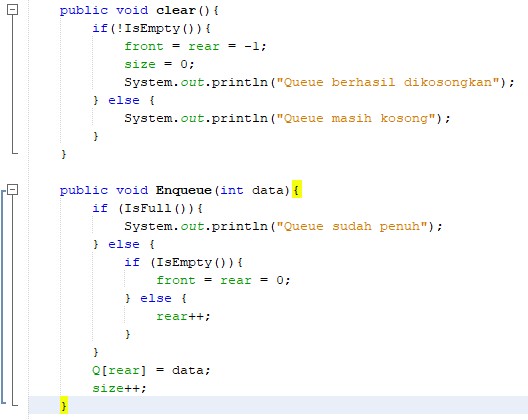 public void clear(){
    if(!IsEmpty()){
        front = rear = -1;
        size = 0;
        System.out.println("Queue berhasil dikosongkan");
    } else {
        System.out.println("Queue masih kosong");
    }
}

public void Enqueue(int data){
    if (IsFull()){
        System.out.println("Queue sudah penuh");
    } else {
        if (IsEmpty()){
            front = rear = 0;
        } else {
            rear++;
        }
    }
    Q[rear] = data;
    size++;
}